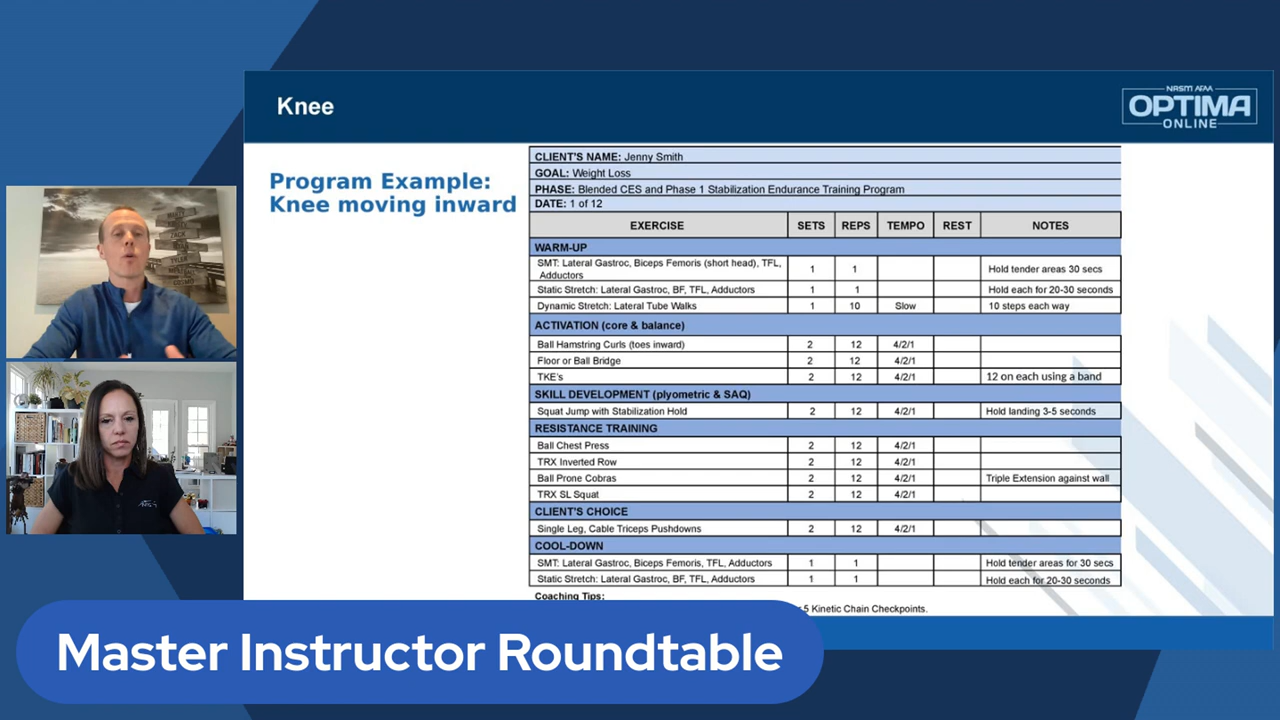 Knee
NASM AFAA
OPTIMA
ONLINE
Program Example:
Knee moving inward
CLIENT'S NAME: Jenny Smith
GOAL: Weight Loss
PHASE: Blended CES and Phase 1 Stabilization Endurance Training Program
DATE: 1 of 12
EXERCISE SETS REPS TEMPO REST NOTES
WARM-UP
SMT: Lateral Gastroc, Biceps Femoris (short head), TFL,
Adductors 1 1 Hold tender areas 30 secs
Static Stretch: Lateral Gastroc, BF, TFL, Adductors 1 1 Hold each for 20-30 seconds
Dynamic Stretch: Lateral Tube Walks 1 10 Slow 10 steps each way
ACTIVATION (core & balance)
Ball Hamstring Curls (toes inward) 2 12 4/2/1
Floor or Ball Bridge 2 12 4/2/1
TKE's 2 12 4/2/1 12 on each using a band
SKILL DEVELOPMENT (plyometric & SAQ)
Squat Jump with Stabilization Hold 2 12 4/2/1 Hold landing 3-5 seconds
RESISTANCE TRAINING
Ball Chest Press 2 12 4/2/1
TRX Inverted Row 2 12 4/2/1
Ball Prone Cobras 2 12 4/2/1 Triple Extension against wall
TRX SL Squat 2 12 4/2/1
CLIENT'S CHOICE
Single Leg, Cable Triceps Pushdowns 2 12 4/2/1
COOL-DOWN
SMT: Lateral Gastroc, Biceps Femoris, TFL, Adductors 1 1 Hold tender areas for 30 secs
Static Stretch: Lateral Gastroc, BF, TFL, Adductors 1 1 Hold each for 20-30 seconds
Coaching Tips:
5 Kinetic Chain Checkpoints.
Master Instructor Roundtable